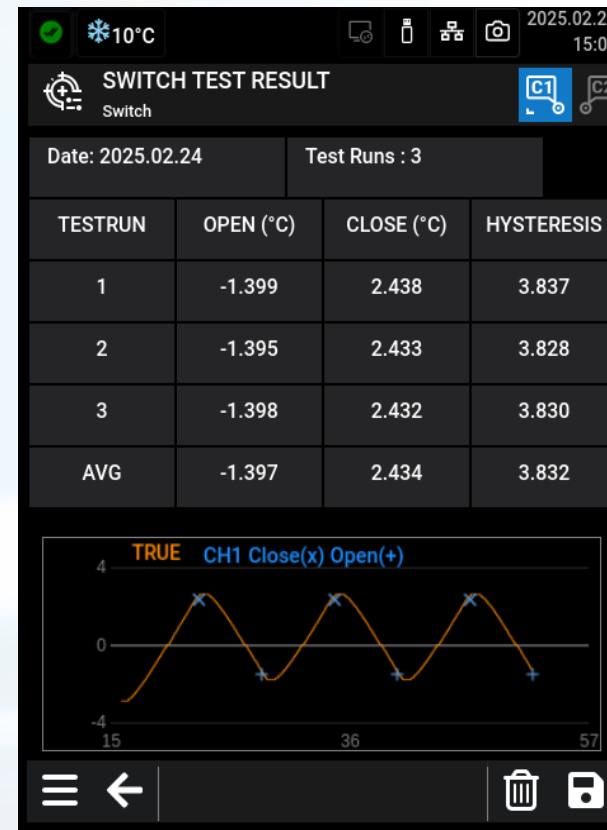 10°C
2025.02.2
15:0
SWITCH TEST RESULT
Switch
C1
Date: 2025.02.24
Test Runs : 3
TESTRUN OPEN (°C) CLOSE (°C) HYSTERESIS
1 -1.399 2.438 3.837
2 -1.395 2.433 3.828
3 -1.398 2.432 3.830
AVG -1.397 2.434 3.832
TRUE CH1 Close(x) Open(+)
4
0
-4
15 36 57